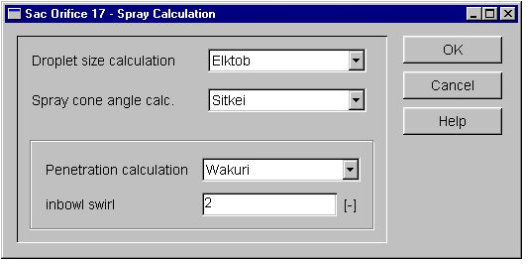 Sac Orifice 17 - Spray Calculation
Droplet size calculation Elktob
OK
Spray cone angle calc. Sitkei
Cancel
Help
Penetration calculation Wakuri
inbowl swirl 2 [-]